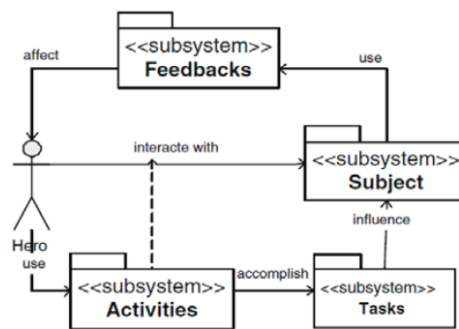 <<subsystem>>
Feedbacks
affect
use
interacte with
<<subsystem>>
Subject
influence
Hero
use
<<subsystem>>
Activities
accomplish
<<subsystem>>
Tasks